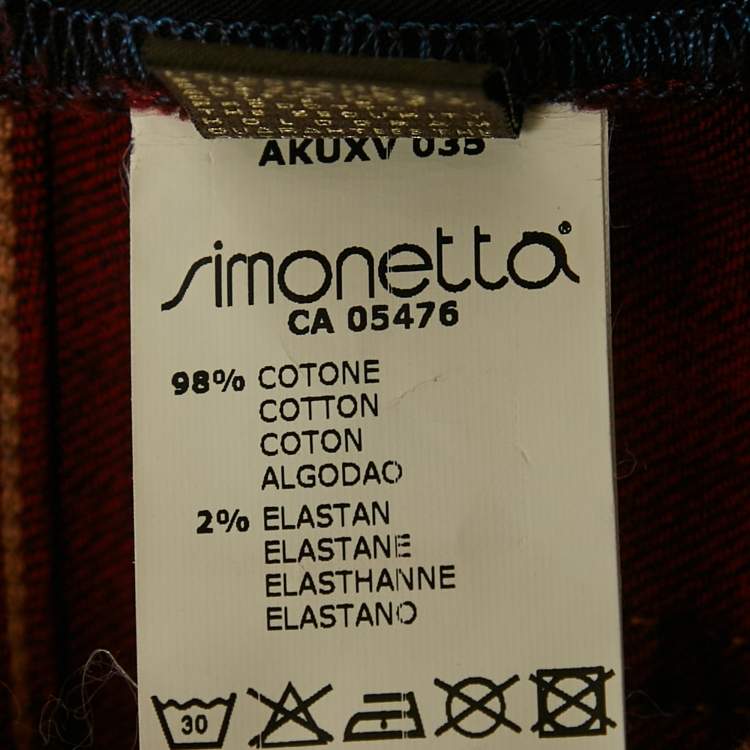 AKUXV 035
simonetta®
CA 05476
98% COTONE
COTTON
COTON
ALGODAO
2% ELASTAN
ELASTANE
ELASTHANNE
ELASTANO
30